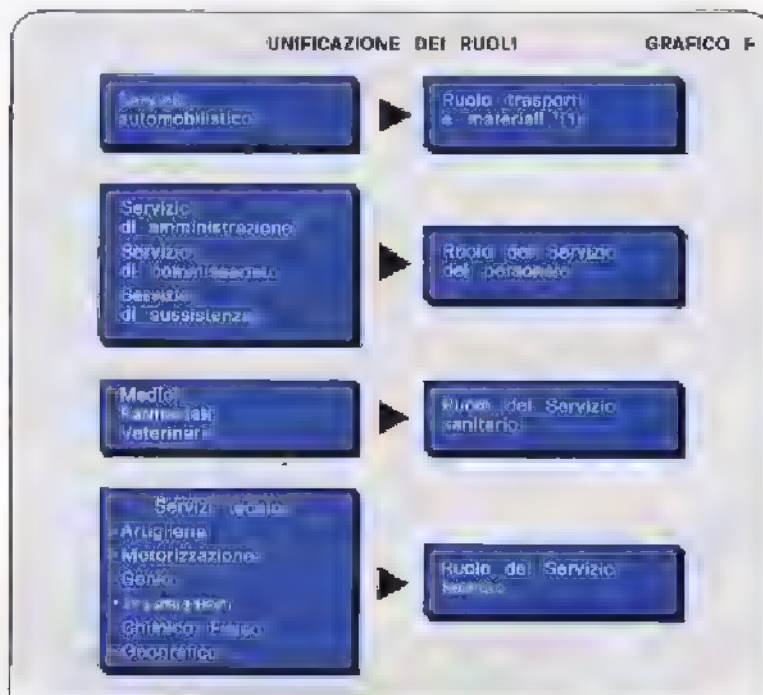 UNIFICAZIONE DEI RUOLI GRAFICO F
Servizio
automobilistico
Ruolo trasporti
e materiali (1)
Servizio
di amministrazione
Servizio
di commissariato
Servizio
di sussistenza
Ruolo del Servizio
del personale
Medici
Farmacisti
Veterinari
Ruolo del Servizio
sanitario
Servizi tecnici
Artiglieria
Motorizzazione
Genio
Trasmissioni
Chimico Fisico
Geografico
Ruolo del Servizio